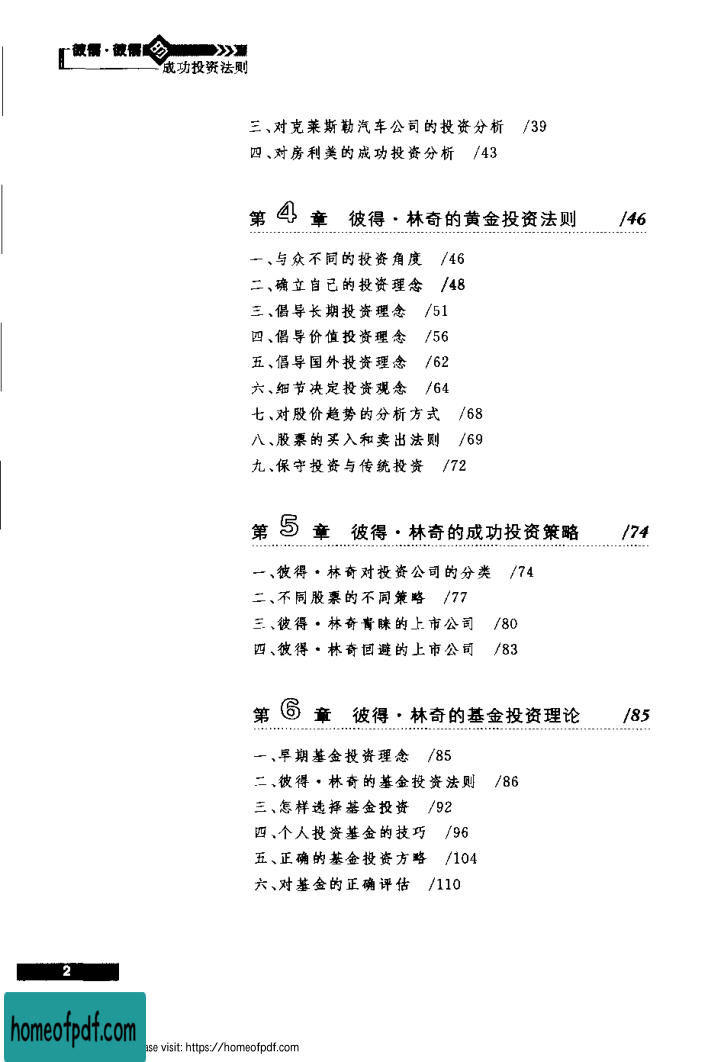 彼得·彼得的
成功投资法则
三、对克莱斯勒汽车公司的投资分析 /39
四、对房利美的成功投资分析 /43
第4章 彼得·林奇的黄金投资法则 /46
一、与众不同的投资角度 /46
二、确立自己的投资理念 /48
三、倡导长期投资理念 /51
四、倡导价值投资理念 /56
五、倡导国外投资理念 /62
六、细节决定投资观念 /64
七、对股价趋势的分析方式 /68
八、股票的买入和卖出法则 /69
九、保守投资与传统投资 /72
第5章 彼得·林奇的成功投资策略 /74
一、彼得·林奇对投资公司的分类 /74
二、不同股票的不同策略 /77
三、彼得·林奇青睐的上市公司 /80
四、彼得·林奇回避的上市公司 /83
第6章 彼得·林奇的基金投资理论 /85
一、早期基金投资理念 /85
二、彼得·林奇的基金投资法则 /86
三、怎样选择基金投资 /92
四、个人投资基金的技巧 /96
五、正确的基金投资方略 /104
六、对基金的正确评估 /110
2
homeofpdf.com
ase visit: https://homeofpdf.com